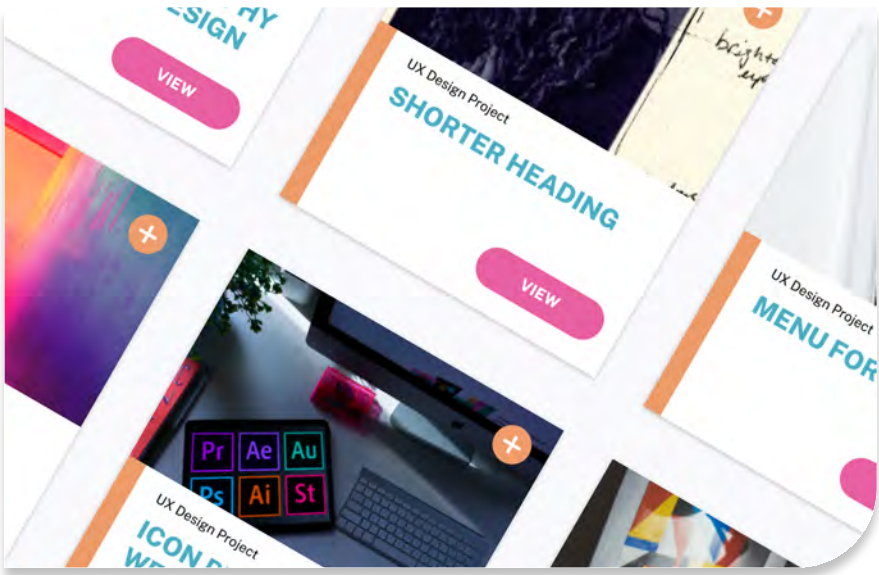 VIEW
UX Design Project
SHORTER HEADING
VIEW
UX Design Project
MENU FOR
Pr Ae Au
Ps Ai St
UX Design Project
ICON